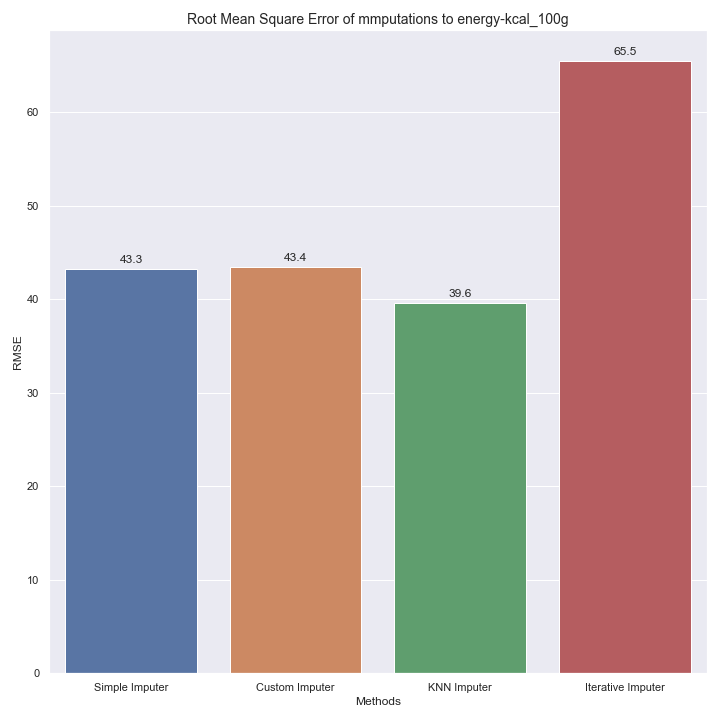 Root Mean Square Error of mmputations to energy-kcal_100g
65.5
60
50
43.3
43.4
40
39.6
RMSE
30
20
10
0
Simple Imputer
Custom Imputer
KNN Imputer
Iterative Imputer
Methods